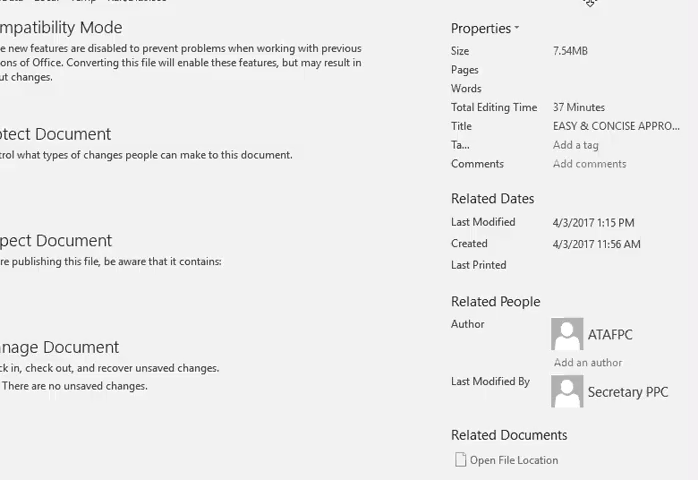 mpatibility Mode
e new features are disabled to prevent problems when working with previous
ons of Office. Converting this file will enable these features, but may result in
ut changes.
otect Document
trol what types of changes people can make to this document.
pect Document
re publishing this file, be aware that it contains:
anage Document
ck in, check out, and recover unsaved changes.
There are no unsaved changes.
Properties
Size 7.54MB
Pages
Words
Total Editing Time 37 Minutes
Title EASY & CONCISE APPRO...
Ta... Add a tag
Comments Add comments
Related Dates
Last Modified 4/3/2017 1:15 PM
Created 4/3/2017 11:56 AM
Last Printed
Related People
Author ATAFPC
Add an author
Last Modified By Secretary PPC
Related Documents
Open File Location